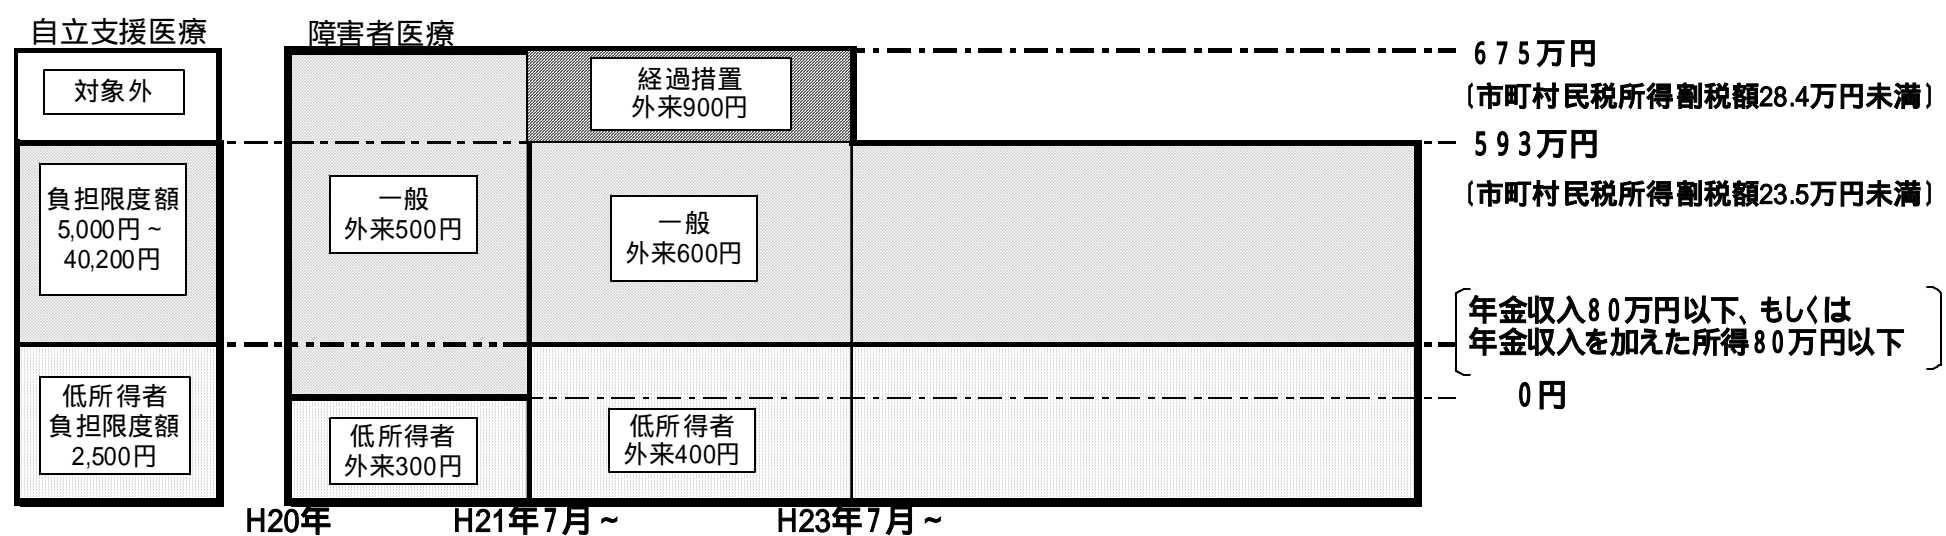 自立支援医療
障害者医療
対象外
経過措置
外来900円
675万円
〔市町村民税所得割税額28.4万円未満〕
593万円
〔市町村民税所得割税額23.5万円未満〕
負担限度額
5,000円~
40,200円
一般
外来500円
一般
外来600円
年金収入80万円以下、もしくは
年金収入を加えた所得80万円以下
0円
低所得者
負担限度額
2,500円
低所得者
外来300円
低所得者
外来400円
H20年
H21年7月~
H23年7月~